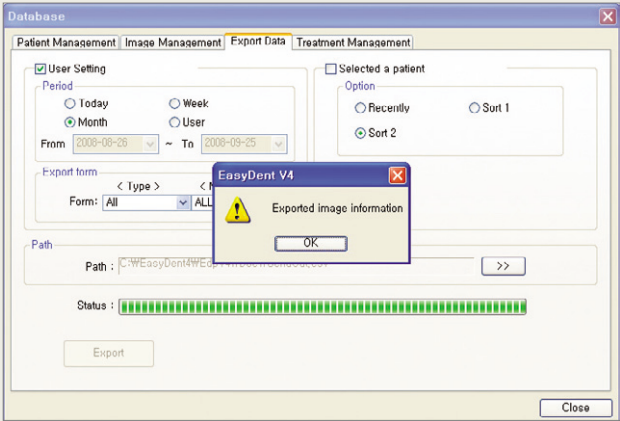 Database
Patient Management Image Management Export Data Treatment Management
User Setting
Period
Today Week
Month User
From 2008-08-26 ~ To 2008-09-25
Export form
< Type >
Form: All ALL
Selected a patient
Option
Recently Sort 1
Sort 2
EasyDent V4
Exported image information
OK
Path
Path : C:₩EasyDent4₩
>>
Status :
Export
Close